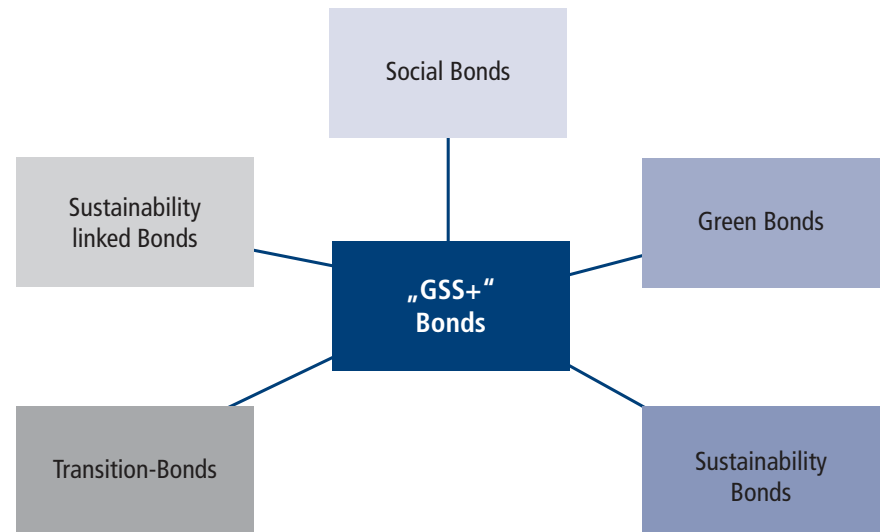 Social Bonds
Sustainability
linked Bonds
Green Bonds
„GSS+“
Bonds
Transition-Bonds
Sustainability
Bonds